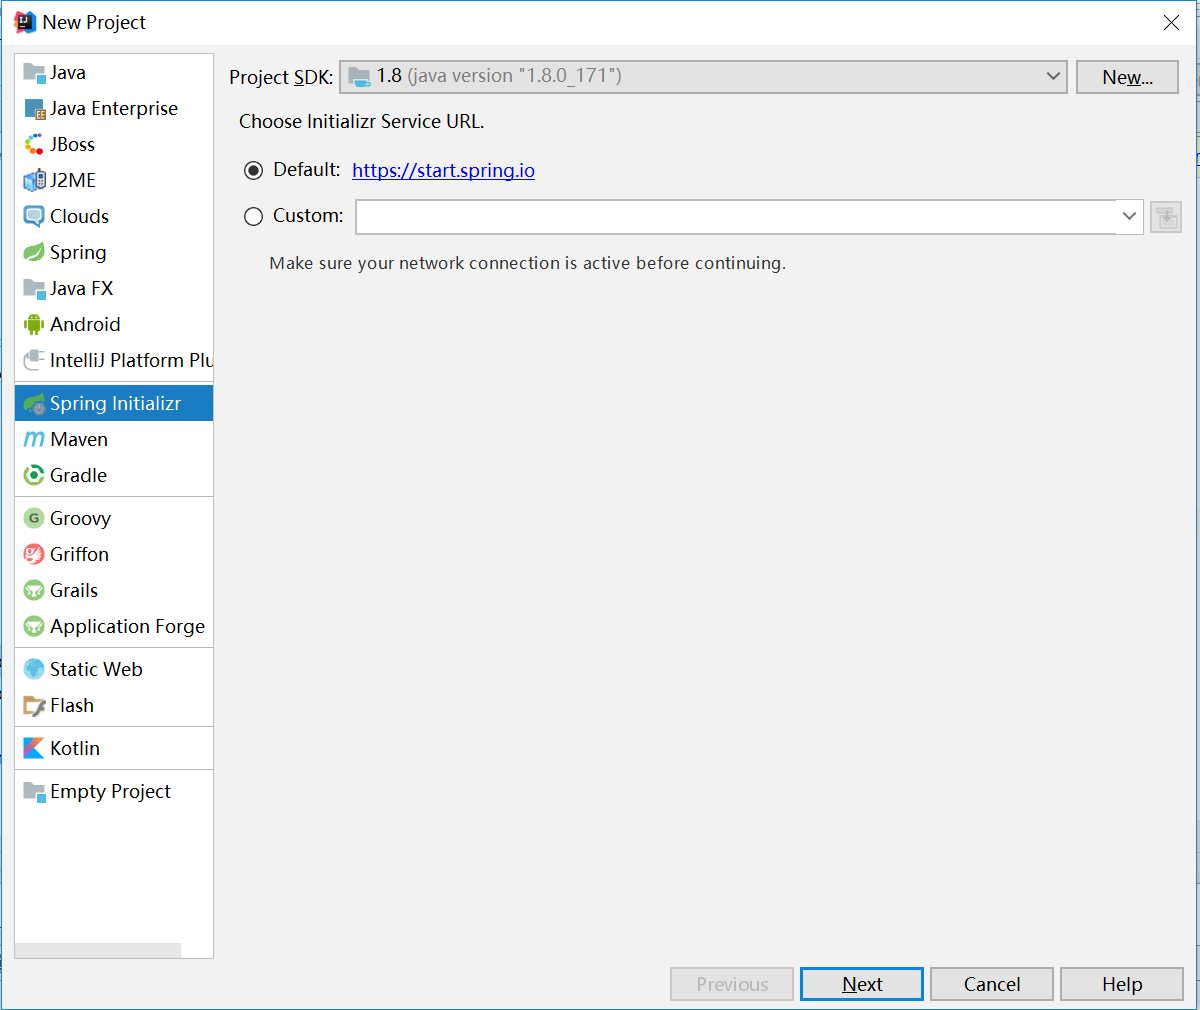 New Project
Java
Java Enterprise
JBoss
J2ME
Clouds
Spring
Java FX
Android
IntelliJ Platform Plu
Spring Initializr
Maven
Gradle
Groovy
Griffon
Grails
Application Forge
Static Web
Flash
Kotlin
Empty Project
Project SDK: 1.8 (java version "1.8.0_171") New...
Choose Initializr Service URL.
Default: https://start.spring.io
Custom:
Make sure your network connection is active before continuing.
Previous Next Cancel Help